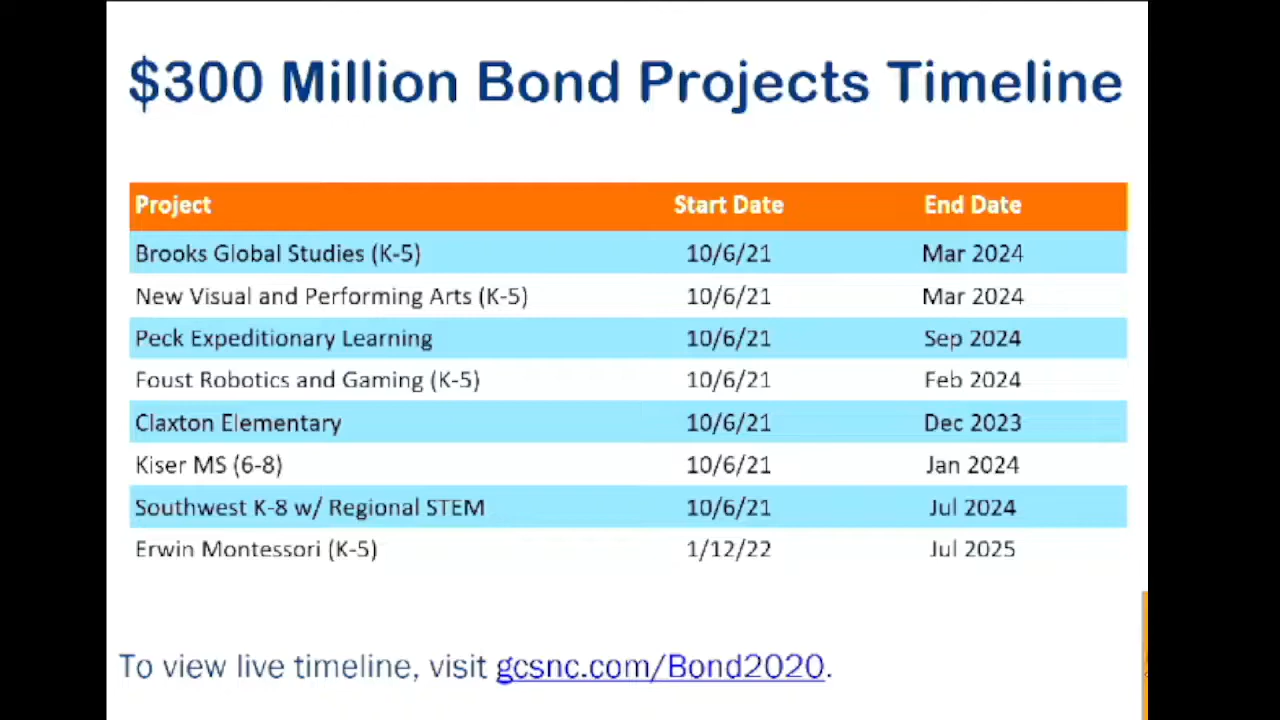 $300 Million Bond Projects Timeline
Project Start Date End Date
Brooks Global Studies (K-5) 10/6/21 Mar 2024
New Visual and Performing Arts (K-5) 10/6/21 Mar 2024
Peck Expeditionary Learning 10/6/21 Sep 2024
Foust Robotics and Gaming (K-5) 10/6/21 Feb 2024
Claxton Elementary 10/6/21 Dec 2023
Kiser MS (6-8) 10/6/21 Jan 2024
Southwest K-8 w/ Regional STEM 10/6/21 Jul 2024
Erwin Montessori (K-5) 1/12/22 Jul 2025
To view live timeline, visit gcsnc.com/Bond2020.